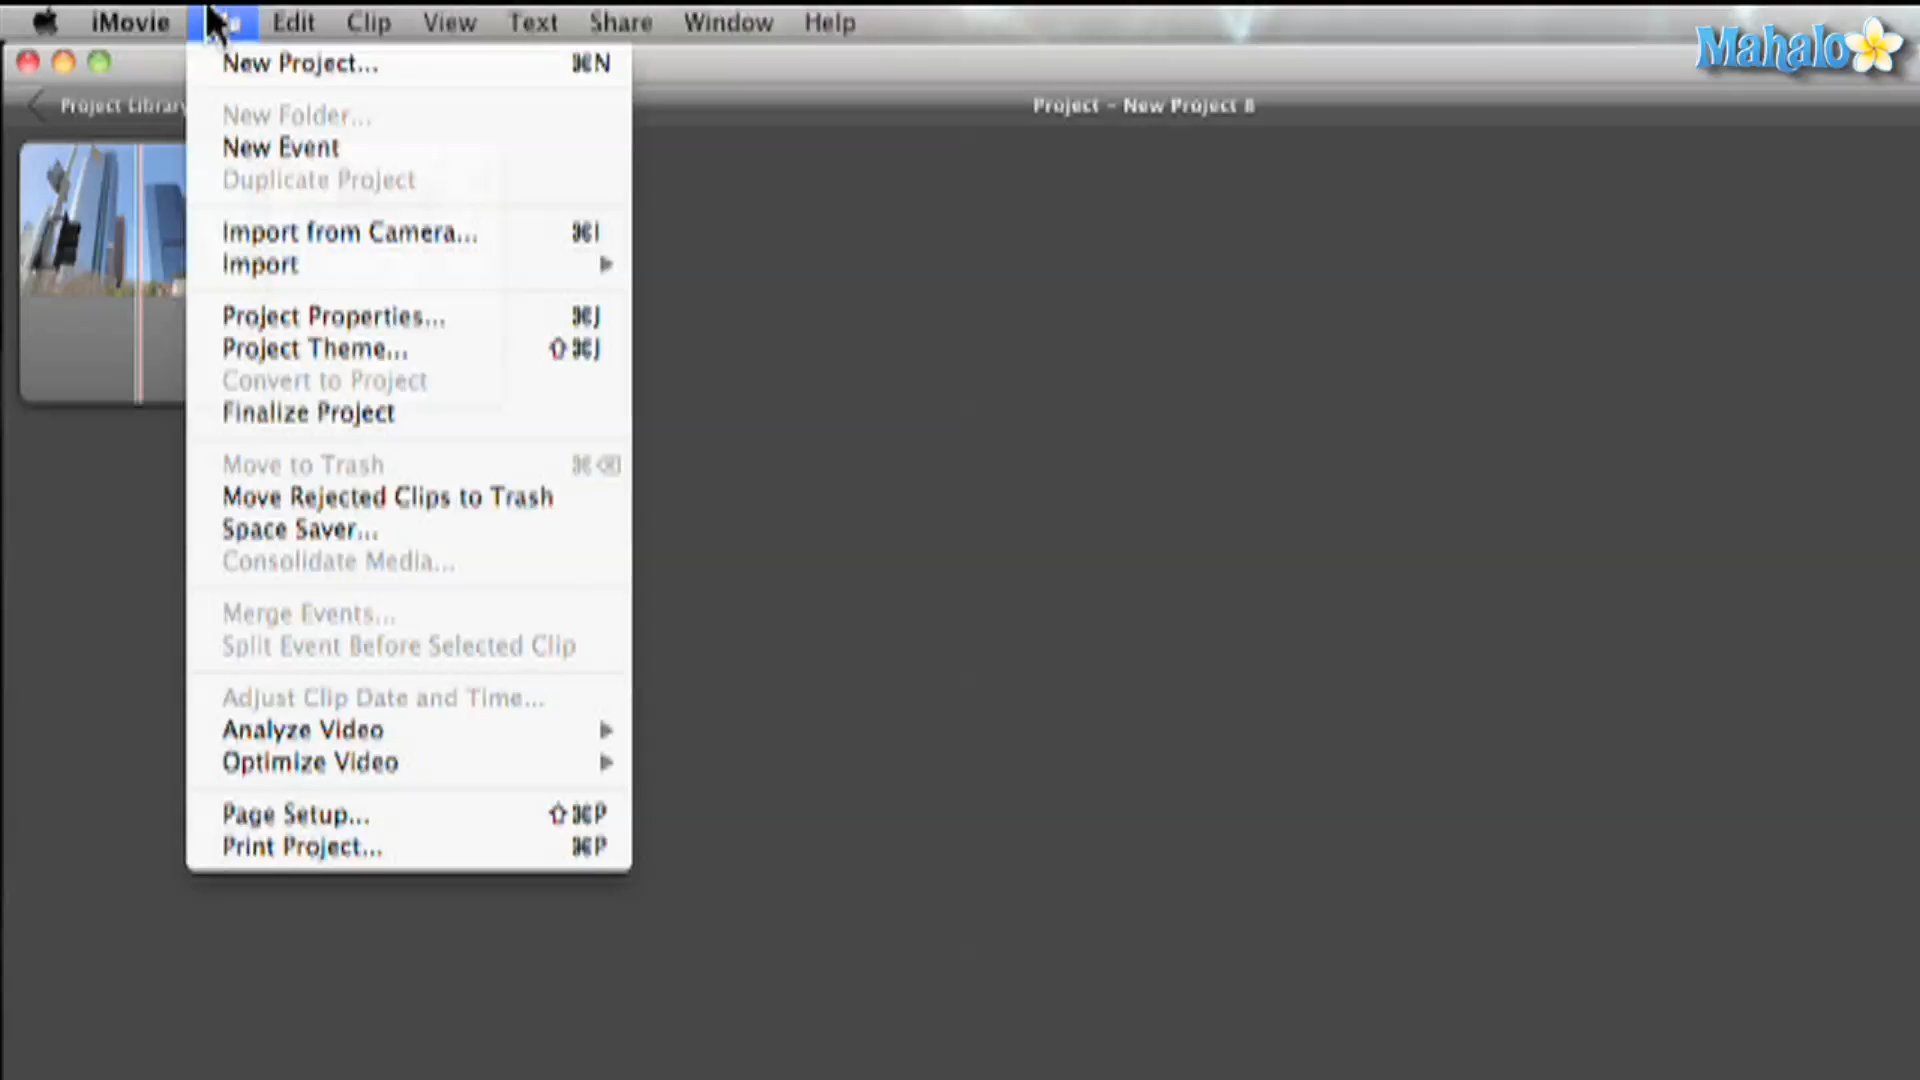 iMovie Edit Clip View Text Share Window Help
Mahalo
New Project... ⌘N
Project Library
Project - New Project 8
New Folder...
New Event
Duplicate Project
Import from Camera... ⌘I
Import
Project Properties... ⌘J
Project Theme... ⇧⌘J
Convert to Project
Finalize Project
Move to Trash ⌘⌫
Move Rejected Clips to Trash
Space Saver...
Consolidate Media...
Merge Events...
Split Event Before Selected Clip
Adjust Clip Date and Time...
Analyze Video
Optimize Video
Page Setup... ⇧⌘P
Print Project... ⌘P